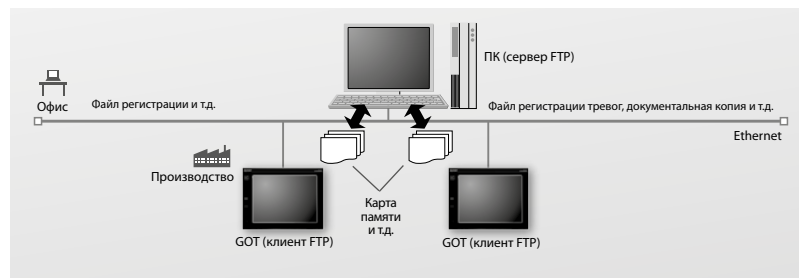 ПК (сервер FTP)
Офис
Файл регистрации и т.д.
Файл регистрации тревог, документальная копия и т.д.
Ethernet
Производство
Карта
памяти
и т.д.
GOT (клиент FTP)
GOT (клиент FTP)